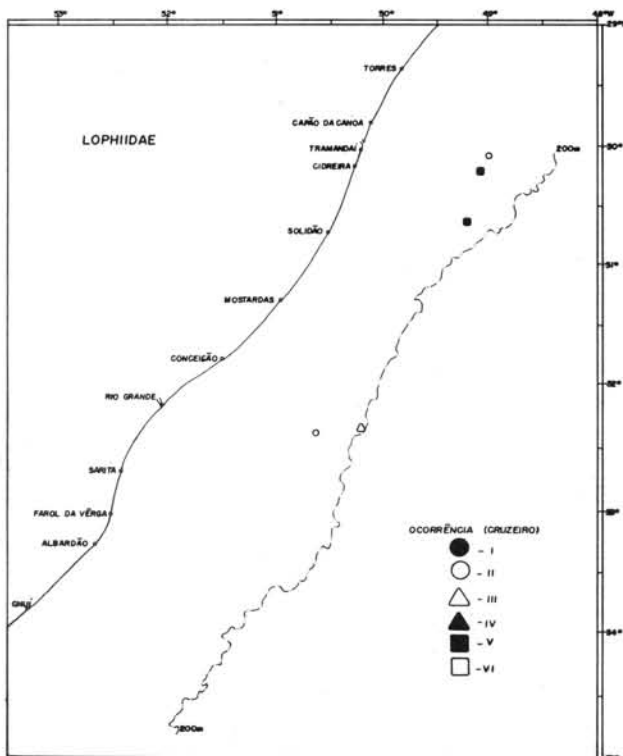 53° 52° 51° 50° 49° 48°W
29°
TORRES
CAPÃO DA CANOA
LOPHIIDAE
TRAMANDAÍ
30°
200m
CIDREIRA
SOLIDÃO
31°
MOSTARDAS
CONCEIÇÃO
32°
RIO GRANDE
SARITA
FAROL DA VÊRGA
33°
OCORRÊNCIA (CRUZEIRO)
ALBARDÃO
- I
- II
- III
CHUÍ
- IV
34°
- V
- VI
200m